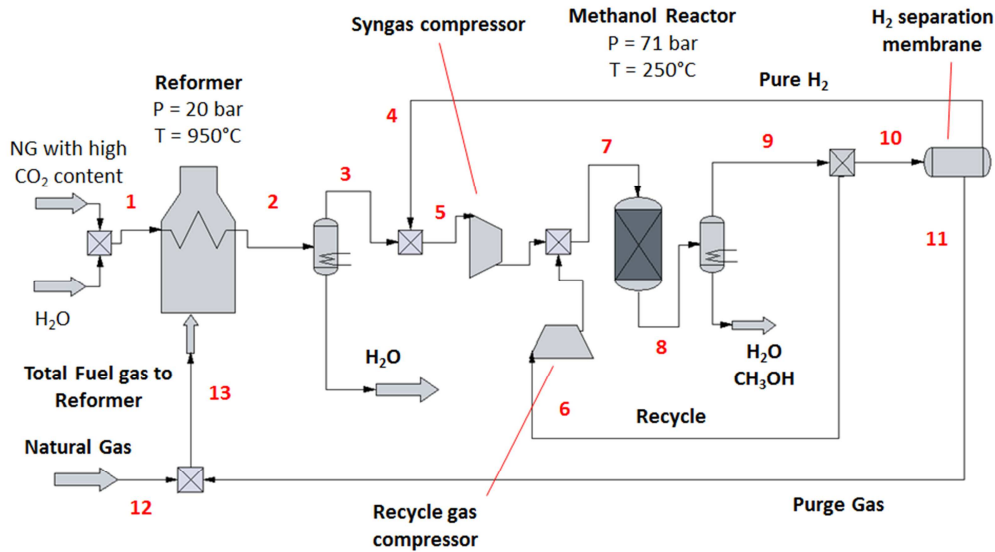 Syngas compressor
Methanol Reactor
P = 71 bar
T = 250°C
H₂ separation
membrane
Reformer
P = 20 bar
T = 950°C
Pure H₂
NG with high
CO₂ content
1
2
3
4
5
7
9
10
H₂O
11
Total Fuel gas to
Reformer
13
H₂O
8
H₂O
CH₃OH
6
Recycle
Natural Gas
12
Recycle gas
compressor
Purge Gas